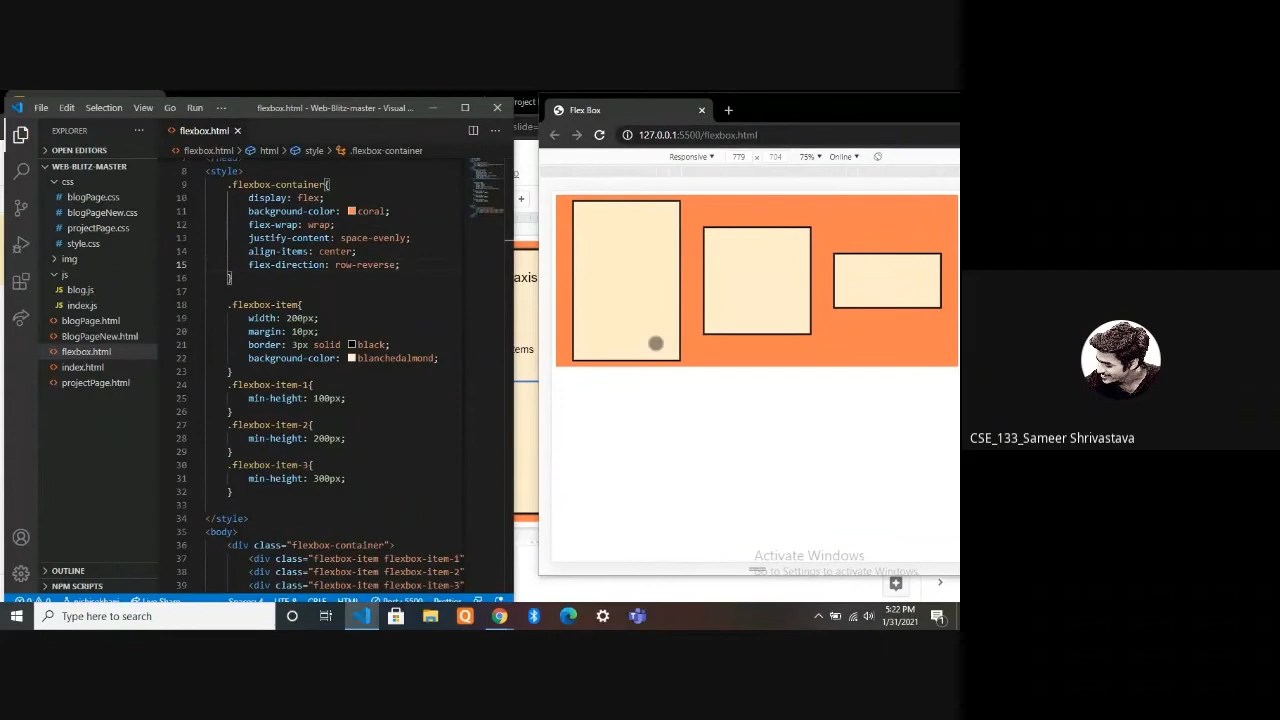 File Edit Selection View Go Run ··· flexbox.html - Web-Blitz-master - Visual ...
EXPLORER
OPEN EDITORS
WEB-BLITZ-MASTER
css
blogPage.css
blogPageNew.css
projectPage.css
style.css
img
js
blog.js
index.js
blogPage.html
BlogPageNew.html
flexbox.html
index.html
projectPage.html
OUTLINE
NPM SCRIPTS
flexbox.html
flexbox.html > html > style > .flexbox-container
8 <style>
9 .flexbox-container{
10 display: flex;
11 background-color: coral;
12 flex-wrap: wrap;
13 justify-content: space-evenly;
14 align-items: center;
15 flex-direction: row-reverse;
16 }
17
18 .flexbox-item{
19 width: 200px;
20 margin: 10px;
21 border: 3px solid black;
22 background-color: blanchedalmond;
23 }
24 .flexbox-item-1{
25 min-height: 100px;
26 }
27 .flexbox-item-2{
28 min-height: 200px;
29 }
30 .flexbox-item-3{
31 min-height: 300px;
32 }
33
34 </style>
35 <body>
36 <div class="flexbox-container">
37 <div class="flexbox-item flexbox-item-1"
38 <div class="flexbox-item flexbox-item-2"
39 <div class="flexbox-item flexbox-item-3"
roject
slide=
axis
tems
Flex Box
127.0.0.1:5500/flexbox.html
Responsive 779 x 704 75% Online
Activate Windows
Go to Settings to activate Windows.
CSE_133_Sameer Shrivastava
Type here to search
5:22 PM
1/31/2021